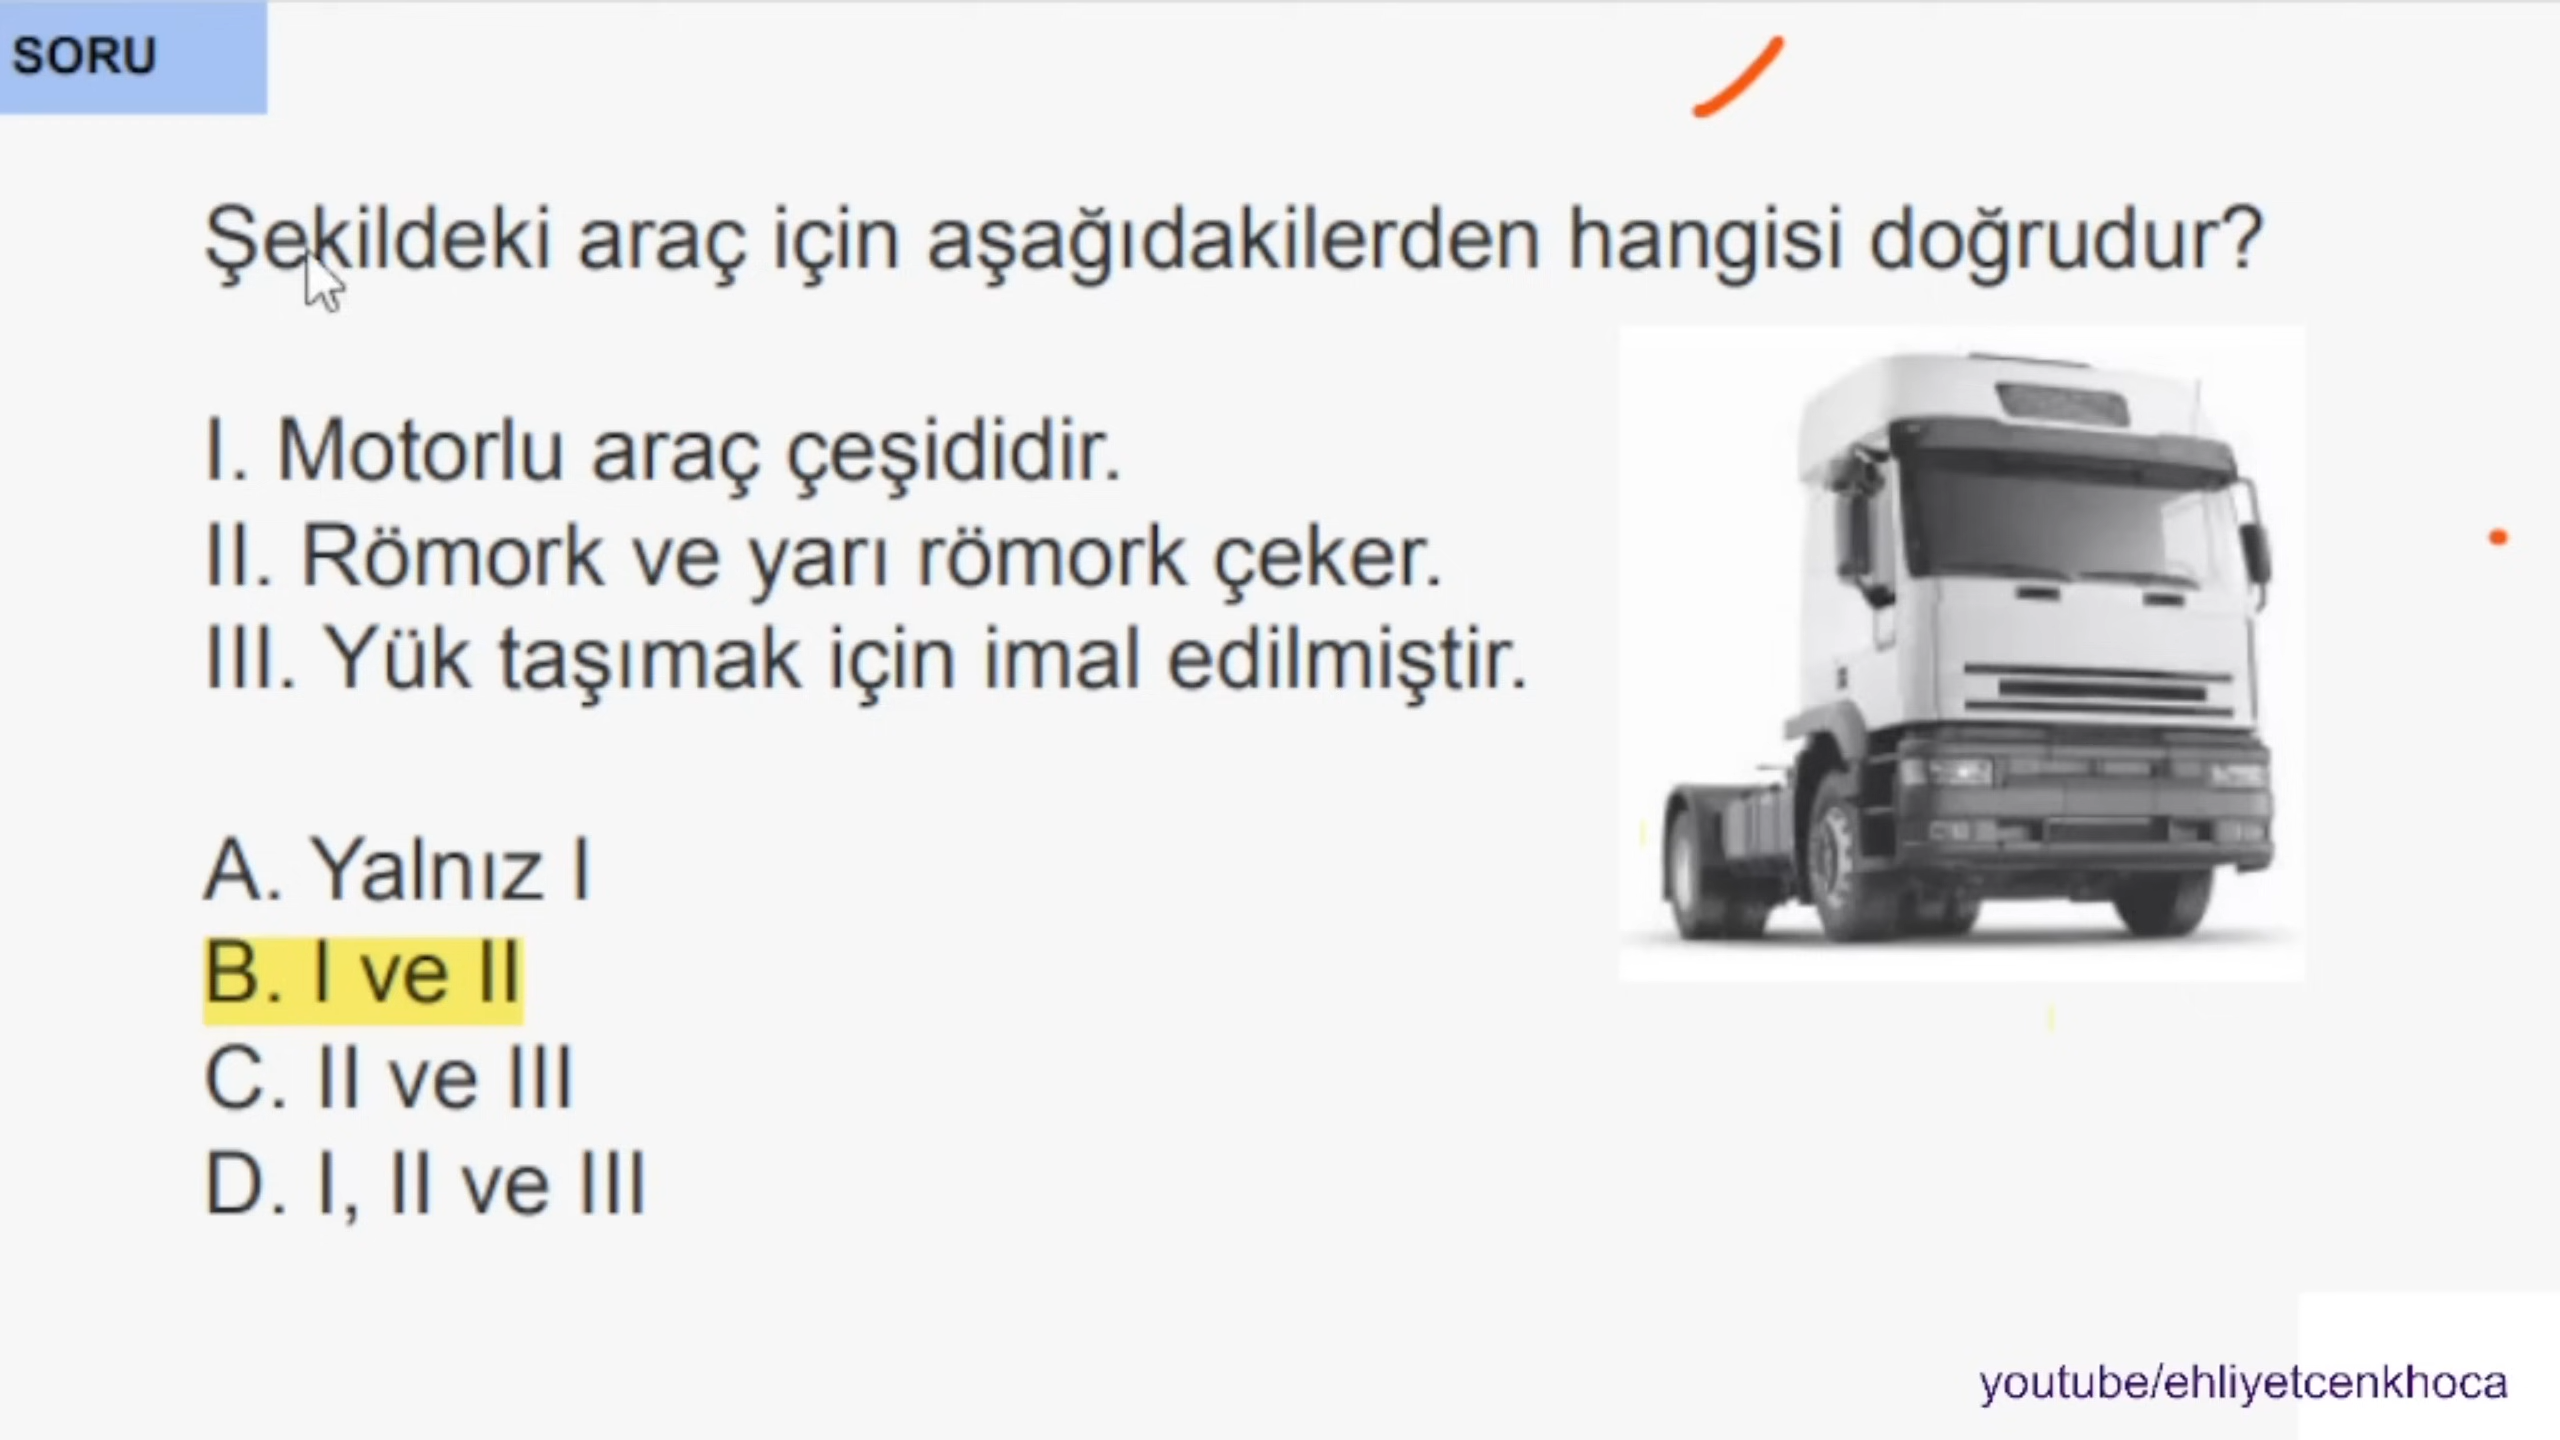 SORU
Şekildeki araç için aşağıdakilerden hangisi doğrudur?
I. Motorlu araç çeşididir.
II. Römork ve yarı römork çeker.
III. Yük taşımak için imal edilmiştir.
A. Yalnız I
B. I ve II
C. II ve III
D. I, II ve III
youtube/ehliyetcenkhoca